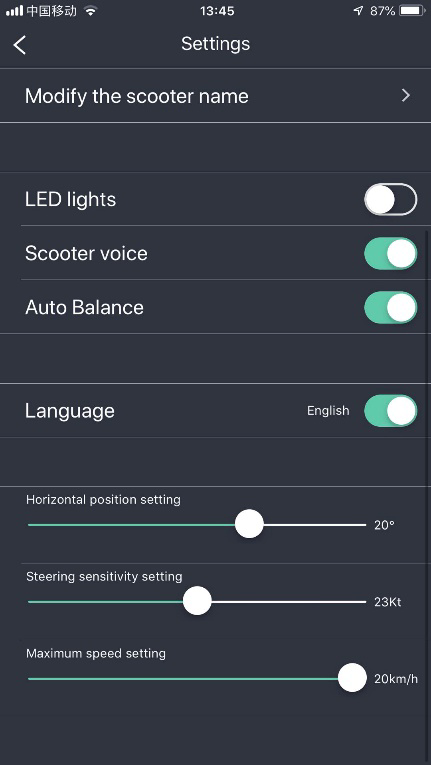 中国移动 13:45 87%
Settings
Modify the scooter name
LED lights
Scooter voice
Auto Balance
Language English
Horizontal position setting
20°
Steering sensitivity setting
23Kt
Maximum speed setting
20km/h